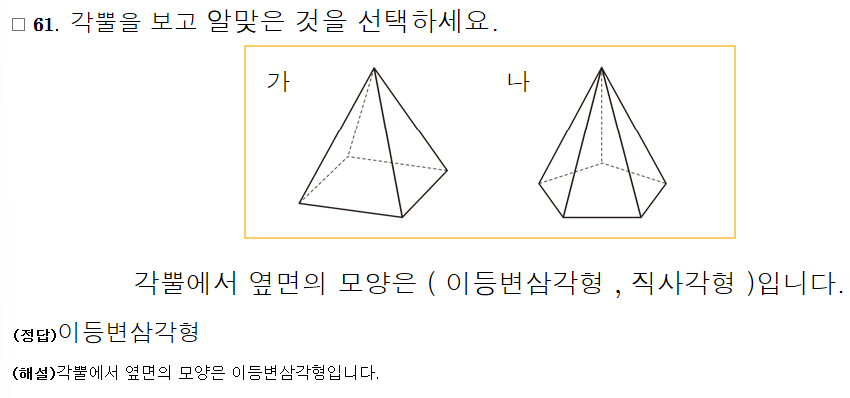 □ 61. 각뿔을 보고 알맞은 것을 선택하세요.
가 나
각뿔에서 옆면의 모양은 ( 이등변삼각형 , 직사각형 )입니다.
(정답)이등변삼각형
(해설)각뿔에서 옆면의 모양은 이등변삼각형입니다.